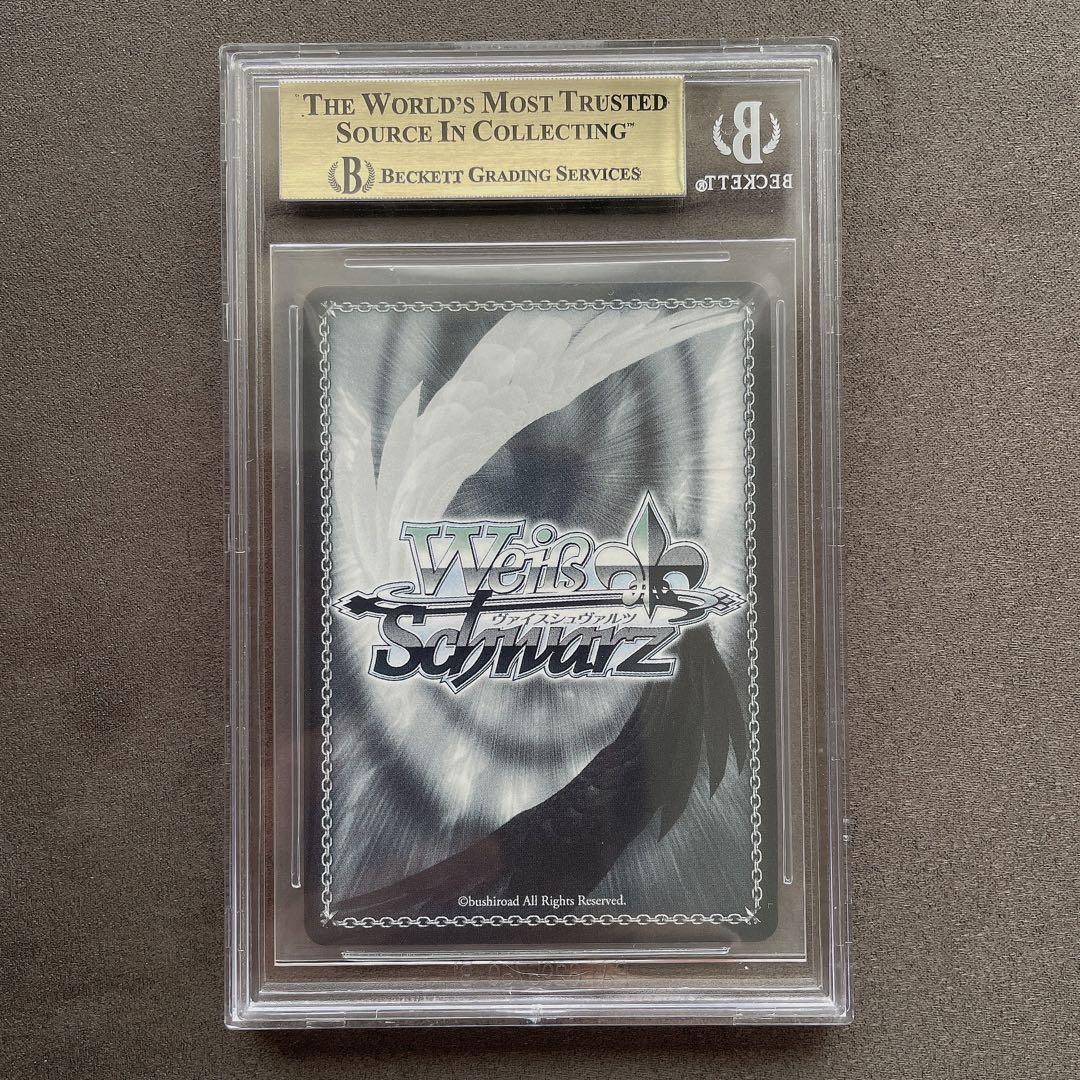 THE WORLD'S MOST TRUSTED
SOURCE IN COLLECTING™
B BECKETT GRADING SERVICES
B
BECKETT®
Weiß
ヴァイスシュヴァルツ
Schwarz
©bushiroad All Rights Reserved.